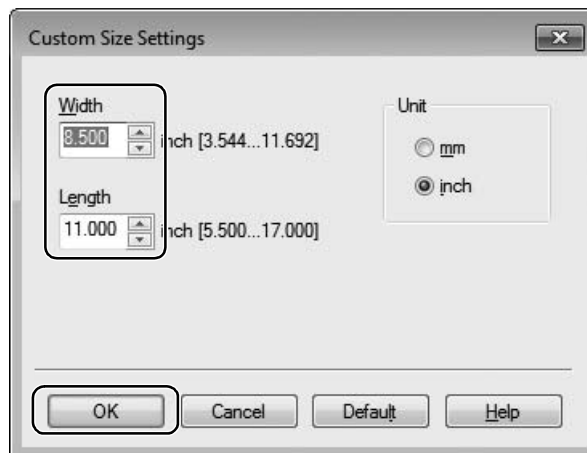 Custom Size Settings
Width
8.500 inch [3.544...11.692]
Length
11.000 inch [5.500...17.000]
Unit
mm
inch
OK Cancel Default Help